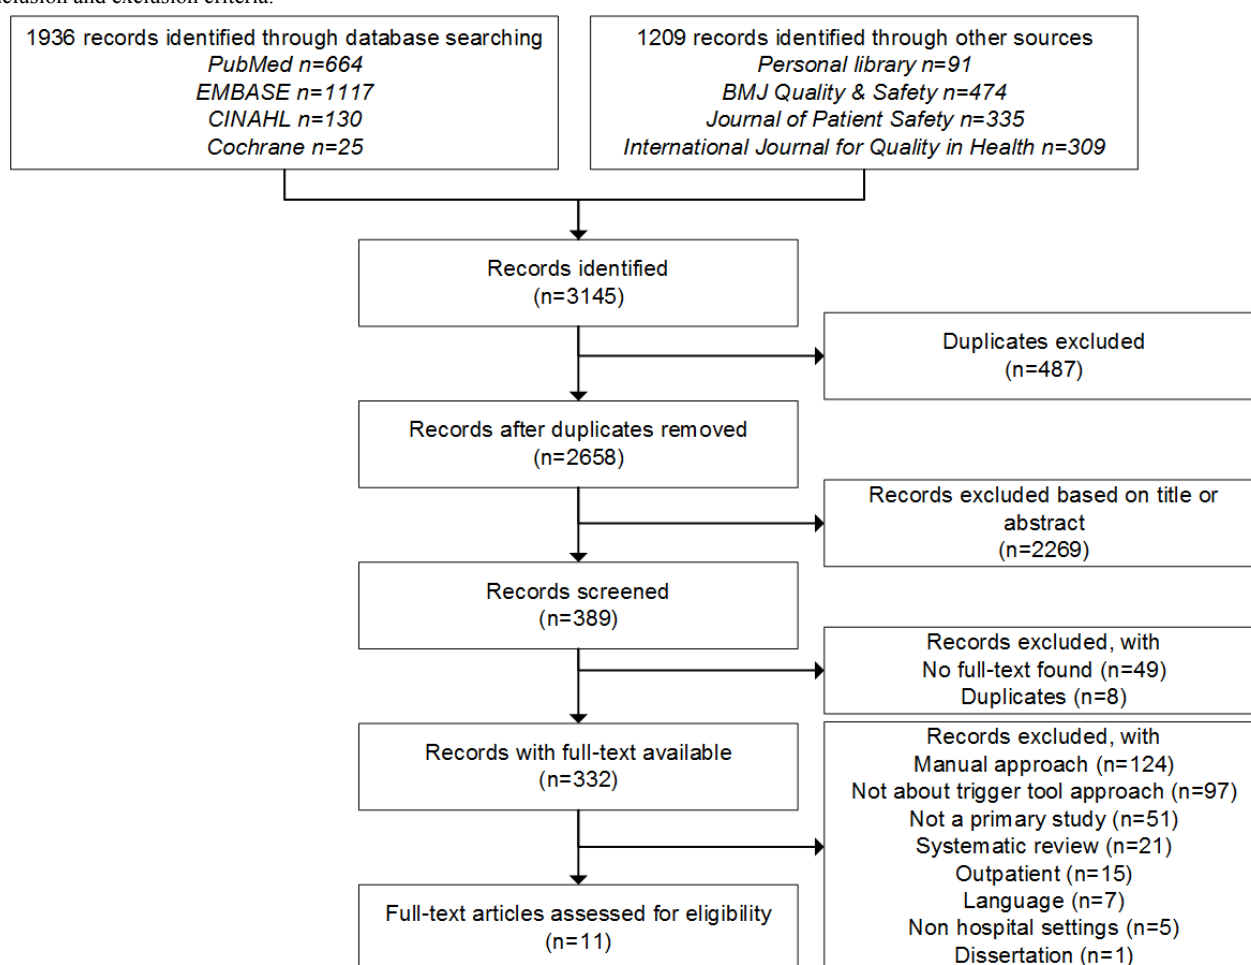 1936 records identified through database searching
PubMed n=664
EMBASE n=1117
CINAHL n=130
Cochrane n=25
1209 records identified through other sources
Personal library n=91
BMJ Quality & Safety n=474
Journal of Patient Safety n=335
International Journal for Quality in Health n=309
Records identified
(n=3145)
Duplicates excluded
(n=487)
Records after duplicates removed
(n=2658)
Records excluded based on title or
abstract
(n=2269)
Records screened
(n=389)
Records excluded, with
No full-text found (n=49)
Duplicates (n=8)
Records with full-text available
(n=332)
Records excluded, with
Manual approach (n=124)
Not about trigger tool approach (n=97)
Not a primary study (n=51)
Systematic review (n=21)
Outpatient (n=15)
Language (n=7)
Non hospital settings (n=5)
Dissertation (n=1)
Full-text articles assessed for eligibility
(n=11)